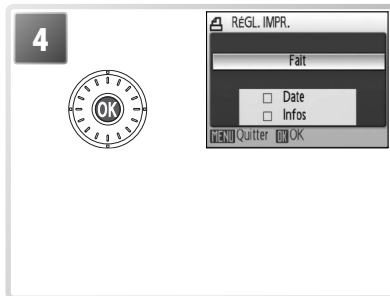 4
OK
RÉGL. IMPR.
Fait
Date
Infos
MENU Quitter OK OK